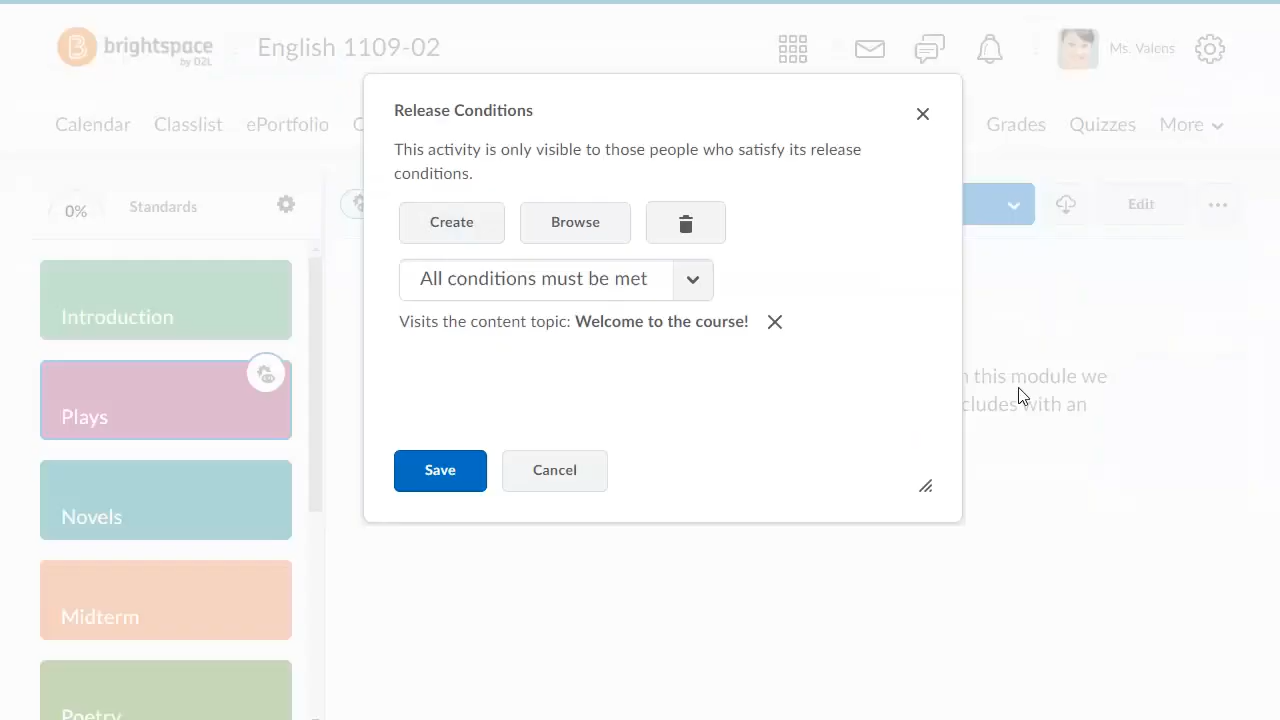 brightspace
by D2L
English 1109-02
Ms. Valens
Calendar
Classlist
ePortfolio
Grades
Quizzes
More
0%
Standards
Edit
Introduction
Plays
Novels
Midterm
Poetry
Release Conditions
This activity is only visible to those people who satisfy its release
conditions.
Create
Browse
All conditions must be met
Visits the content topic: Welcome to the course!
Save
Cancel
this module we
with an